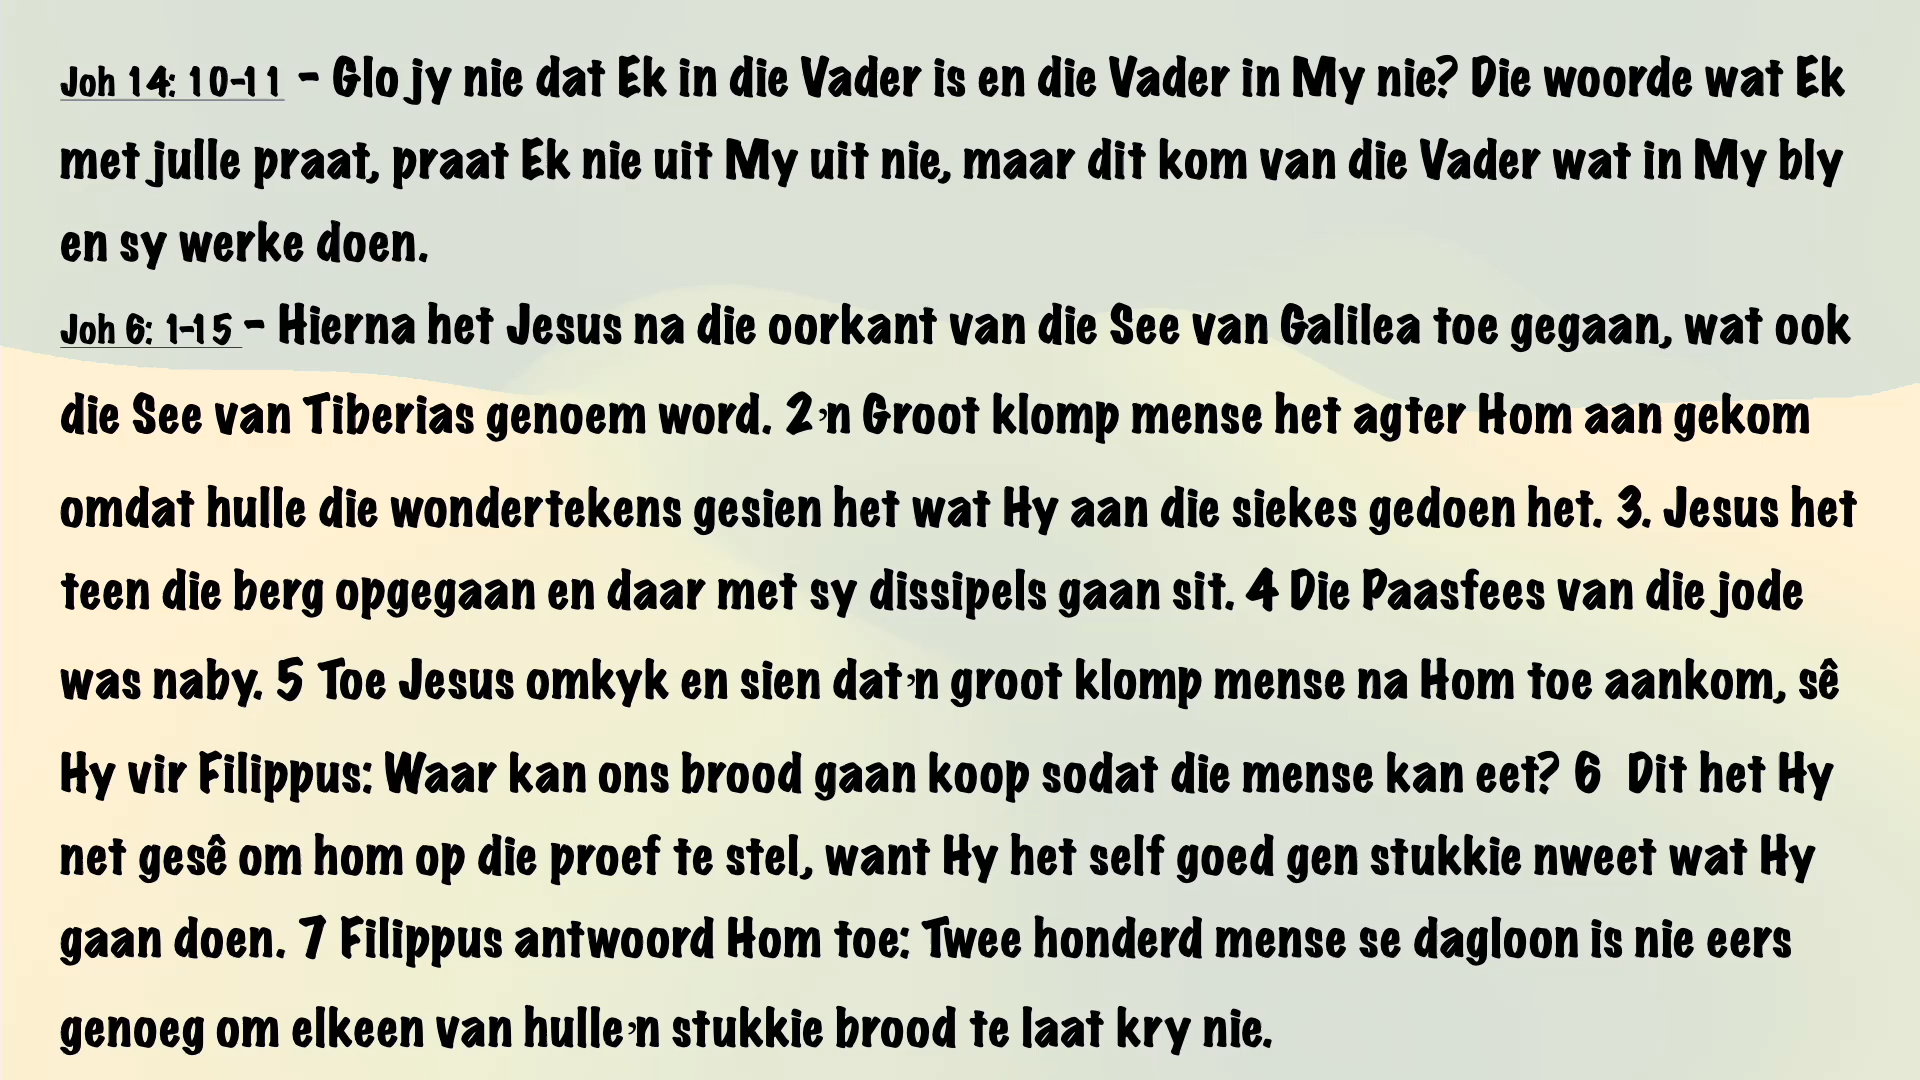 Joh 14: 10-11 - Glo jy nie dat Ek in die Vader is en die Vader in My nie? Die woorde wat Ek
met julle praat, praat Ek nie uit My uit nie, maar dit kom van die Vader wat in My bly
en sy werke doen.
Joh 6: 1-15 - Hierna het Jesus na die oorkant van die See van Galilea toe gegaan, wat ook
die See van Tiberias genoem word. 2 ’n Groot klomp mense het agter Hom aan gekom
omdat hulle die wondertekens gesien het wat Hy aan die siekes gedoen het. 3. Jesus het
teen die berg opgegaan en daar met sy dissipels gaan sit. 4 Die Paasfees van die jode
was naby. 5 Toe Jesus omkyk en sien dat ’n groot klomp mense na Hom toe aankom, sê
Hy vir Filippus: Waar kan ons brood gaan koop sodat die mense kan eet? 6 Dit het Hy
net gesê om hom op die proef te stel, want Hy het self goed gen stukkie nweet wat Hy
gaan doen. 7 Filippus antwoord Hom toe: Twee honderd mense se dagloon is nie eers
genoeg om elkeen van hulle ’n stukkie brood te laat kry nie.